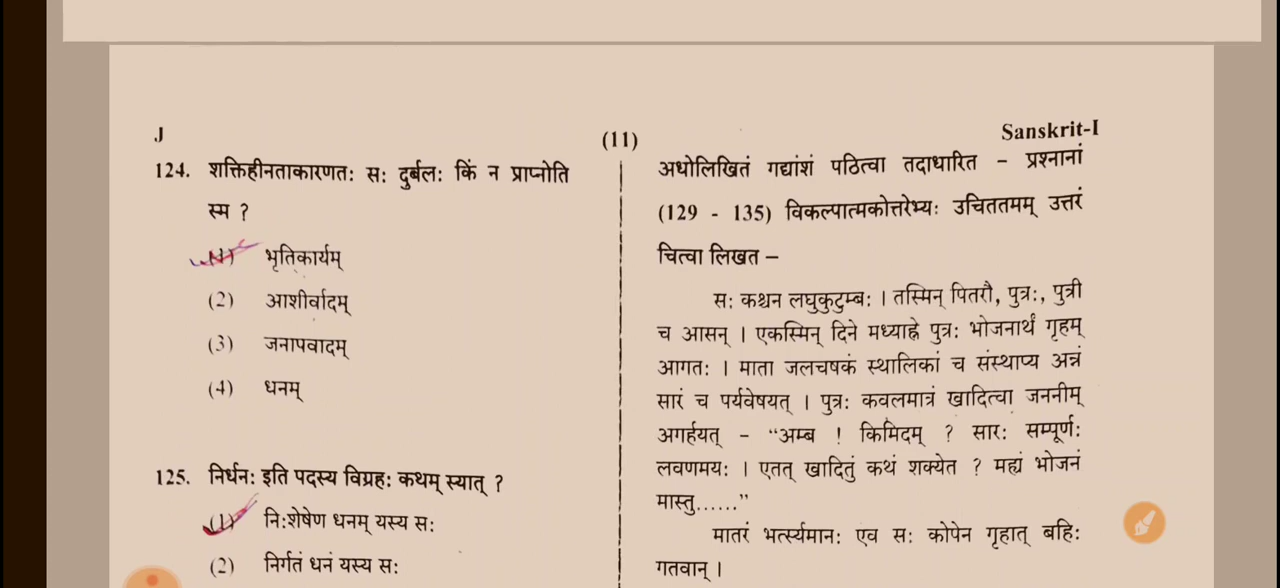 J
(11)
Sanskrit-I
124. शक्तिहीनताकारणतः सः दुर्बलः किं न प्राप्नोति
स्म ?
(1) भृतिकार्यम्
(2) आशीर्वादम्
(3) जनापवादम्
(4) धनम्
125. निर्धनः इति पदस्य विग्रहः कथम् स्यात् ?
(1) निःशेषेण धनम् यस्य सः
(2) निर्गतं धनं यस्य सः
अधोलिखितं गद्यांशं पठित्वा तदाधारित – प्रश्नानां
(129 - 135) विकल्पात्मकोत्तरेभ्यः उचिततमम् उत्तरं
चित्वा लिखत –
सः कश्चन लघुकुटुम्बः । तस्मिन् पितरौ, पुत्रः, पुत्री
च आसन् । एकस्मिन् दिने मध्याह्ने पुत्रः भोजनार्थं गृहम्
आगतः । माता जलचषकं स्थालिकां च संस्थाप्य अन्नं
सारं च पर्यवेषयत् । पुत्रः कवलमात्रं खादित्वा जननीम्
अगर्हयत् - “अम्ब ! किमिदम् ? सारः सम्पूर्णः
लवणमयः । एतत् खादितुं कथं शक्येत ? मह्यं भोजनं
मास्तु......”
मातरं भर्त्स्यमानः एव सः कोपेन गृहात् बहिः
गतवान् ।